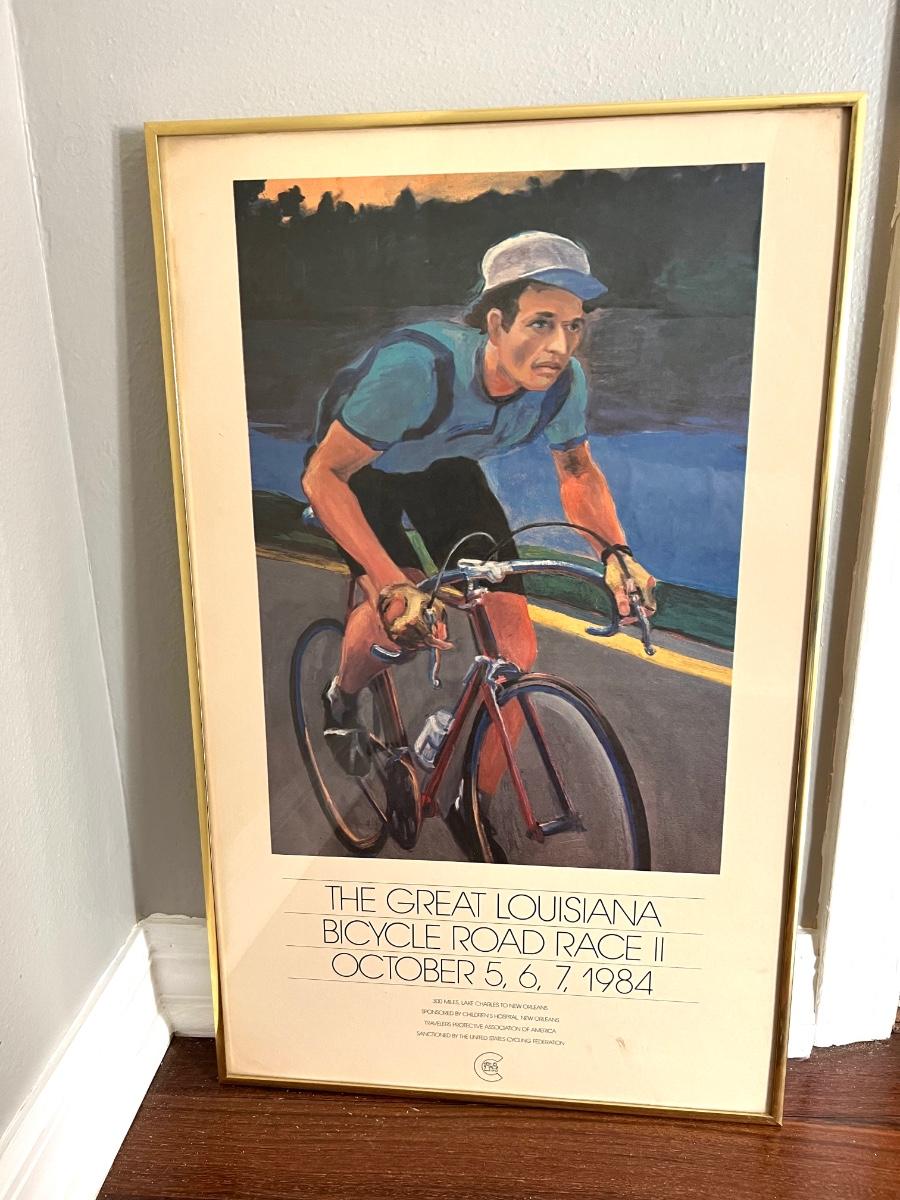 THE GREAT LOUISIANA
BICYCLE ROAD RACE II
OCTOBER 5, 6, 7, 1984
300 MILES, LAKE CHARLES TO NEW ORLEANS
SPONSORED BY CHILDREN'S HOSPITAL, NEW ORLEANS
TRAVELERS PROTECTIVE ASSOCIATION OF AMERICA
SANCTIONED BY THE UNITED STATES CYCLING FEDERATION